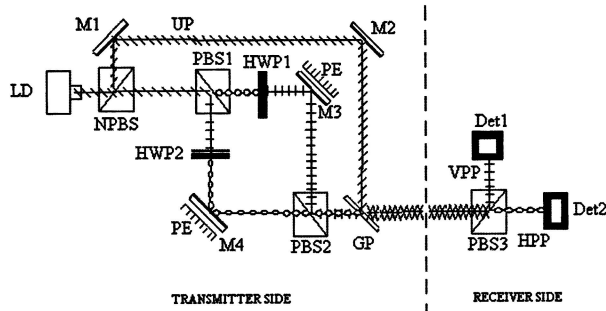 M1
UP
M2
PBS1
HWP1
PE
LD
M3
NPBS
Det1
HWP2
VPP
PE
M4
PBS2
GP
PBS3
HPP
Det2
TRANSMITTER SIDE
RECEIVER SIDE